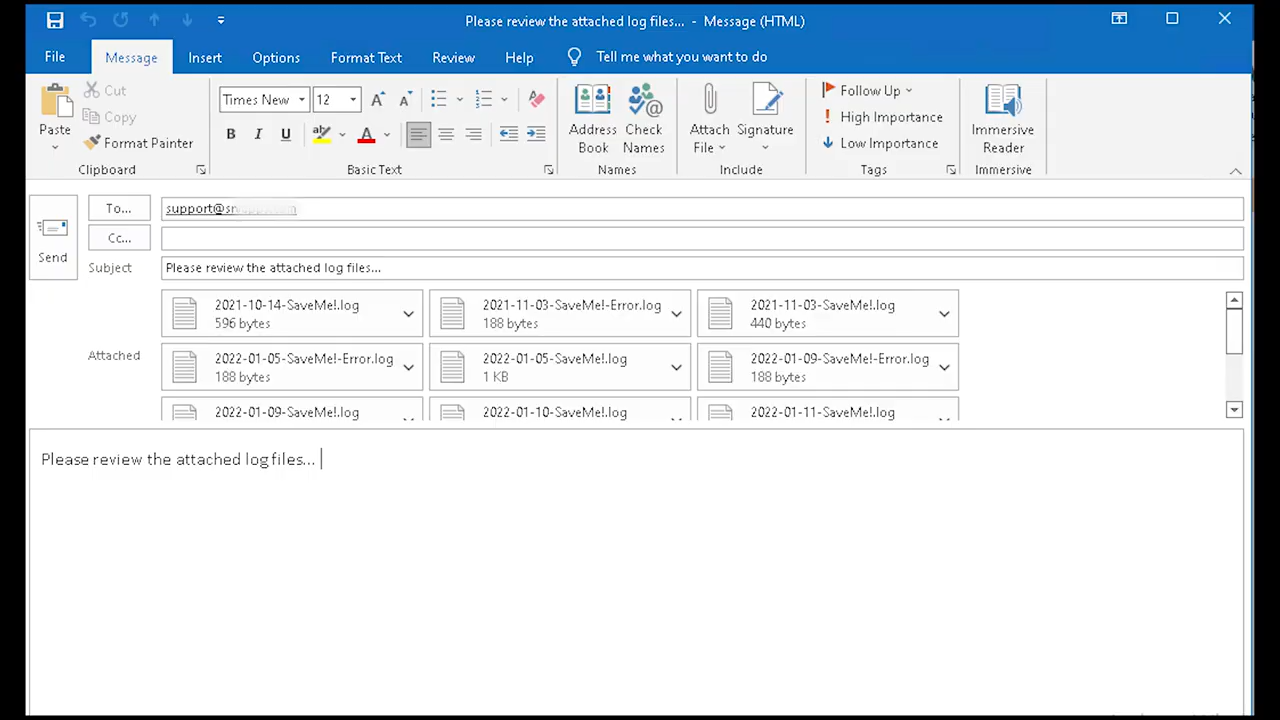 Please review the attached log files... - Message (HTML)
File Message Insert Options Format Text Review Help Tell me what you want to do
Paste
Cut
Copy
Format Painter
Clipboard
Times New 12
B I U A
Basic Text
Address Book
Check Names
Names
Attach File
Signature
Include
Follow Up
High Importance
Low Importance
Tags
Immersive Reader
Immersive
Send
To... support@
Cc...
Subject Please review the attached log files...
Attached
2021-10-14-SaveMe!.log
596 bytes
2021-11-03-SaveMe!-Error.log
188 bytes
2021-11-03-SaveMe!.log
440 bytes
2022-01-05-SaveMe!-Error.log
188 bytes
2022-01-05-SaveMe!.log
1 KB
2022-01-09-SaveMe!-Error.log
188 bytes
2022-01-09-SaveMe!.log
2022-01-10-SaveMe!.log
2022-01-11-SaveMe!.log
Please review the attached log files...